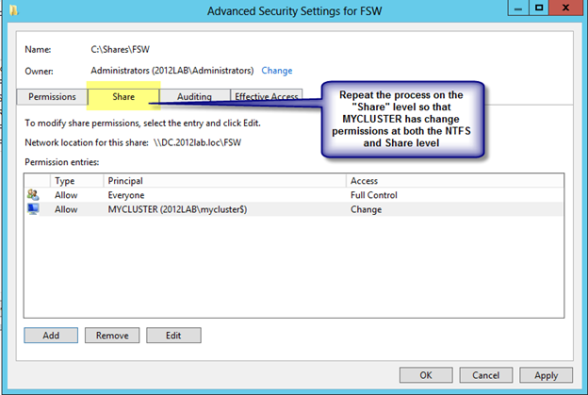 Advanced Security Settings for FSW
Name: C:\Shares\FSW
Owner: Administrators (2012LAB\Administrators) Change
Permissions Share Auditing Effective Access
Repeat the process on the
"Share" level so that
MYCLUSTER has change
permissions at both the NTFS
and Share level
To modify share permissions, select the entry and click Edit.
Network location for this share: \\DC.2012lab.loc\FSW
Permission entries:
Type Principal Access
Allow Everyone Full Control
Allow MYCLUSTER (2012LAB\mycluster$) Change
Add Remove Edit
OK Cancel Apply